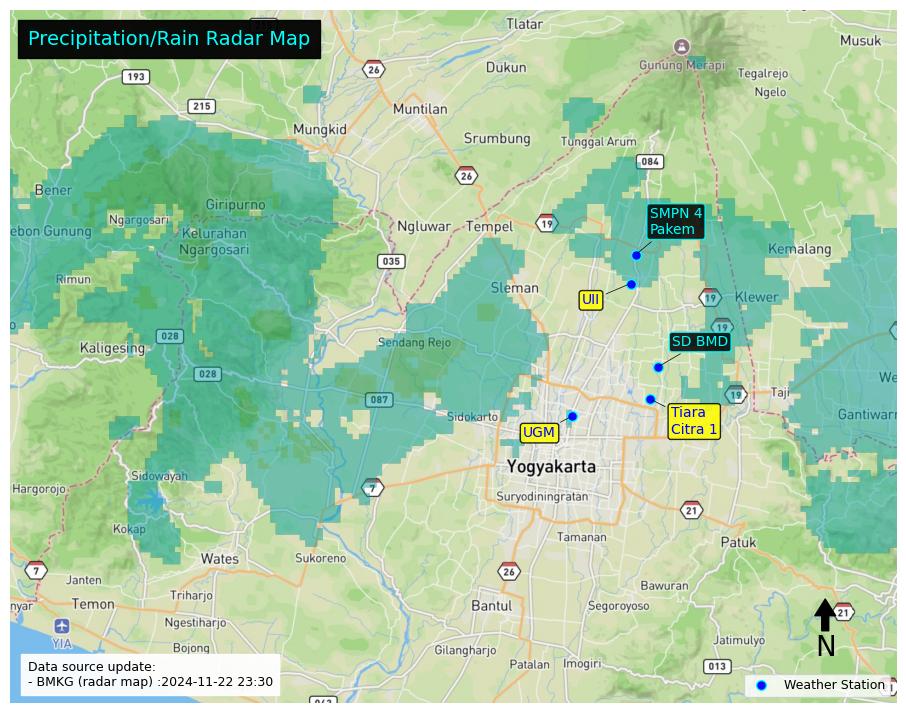 Precipitation/Rain Radar Map
Tlatar
Musuk
26
Dukun
Gunung Merapi
Tegalrejo
193
Ngelo
215
Muntilan
Mungkid
Srumbung
Tunggal Arum
084
26
Bener
Giripurno
SMPN 4
Pakem
Ngargosari
Ngluwar
Tempel
19
ebon Gunung
Kelurahan
Ngargosari
Kemalang
035
Rimun
Sleman
UII
19
Klewer
19
028
Sendang Rejo
SD BMD
Kaligesing
028
We
087
19
Taji
Sidokarto
Tiara
Citra 1
Gantiwarn
UGM
Yogyakarta
Sidowayah
Hargorojo
7
Suryodiningratan
21
Kokap
Tamanan
Patuk
Wates
Sukoreno
7
26
Janten
Bawuran
Triharjo
nyar
Temon
Bantul
Segoroyoso
21
Ngestiharjo
YIA
N
Bojong
Gilangharjo
Jatimulyo
Patalan
Imogiri
013
Data source update:
- BMKG (radar map) :2024-11-22 23:30
Weather Station